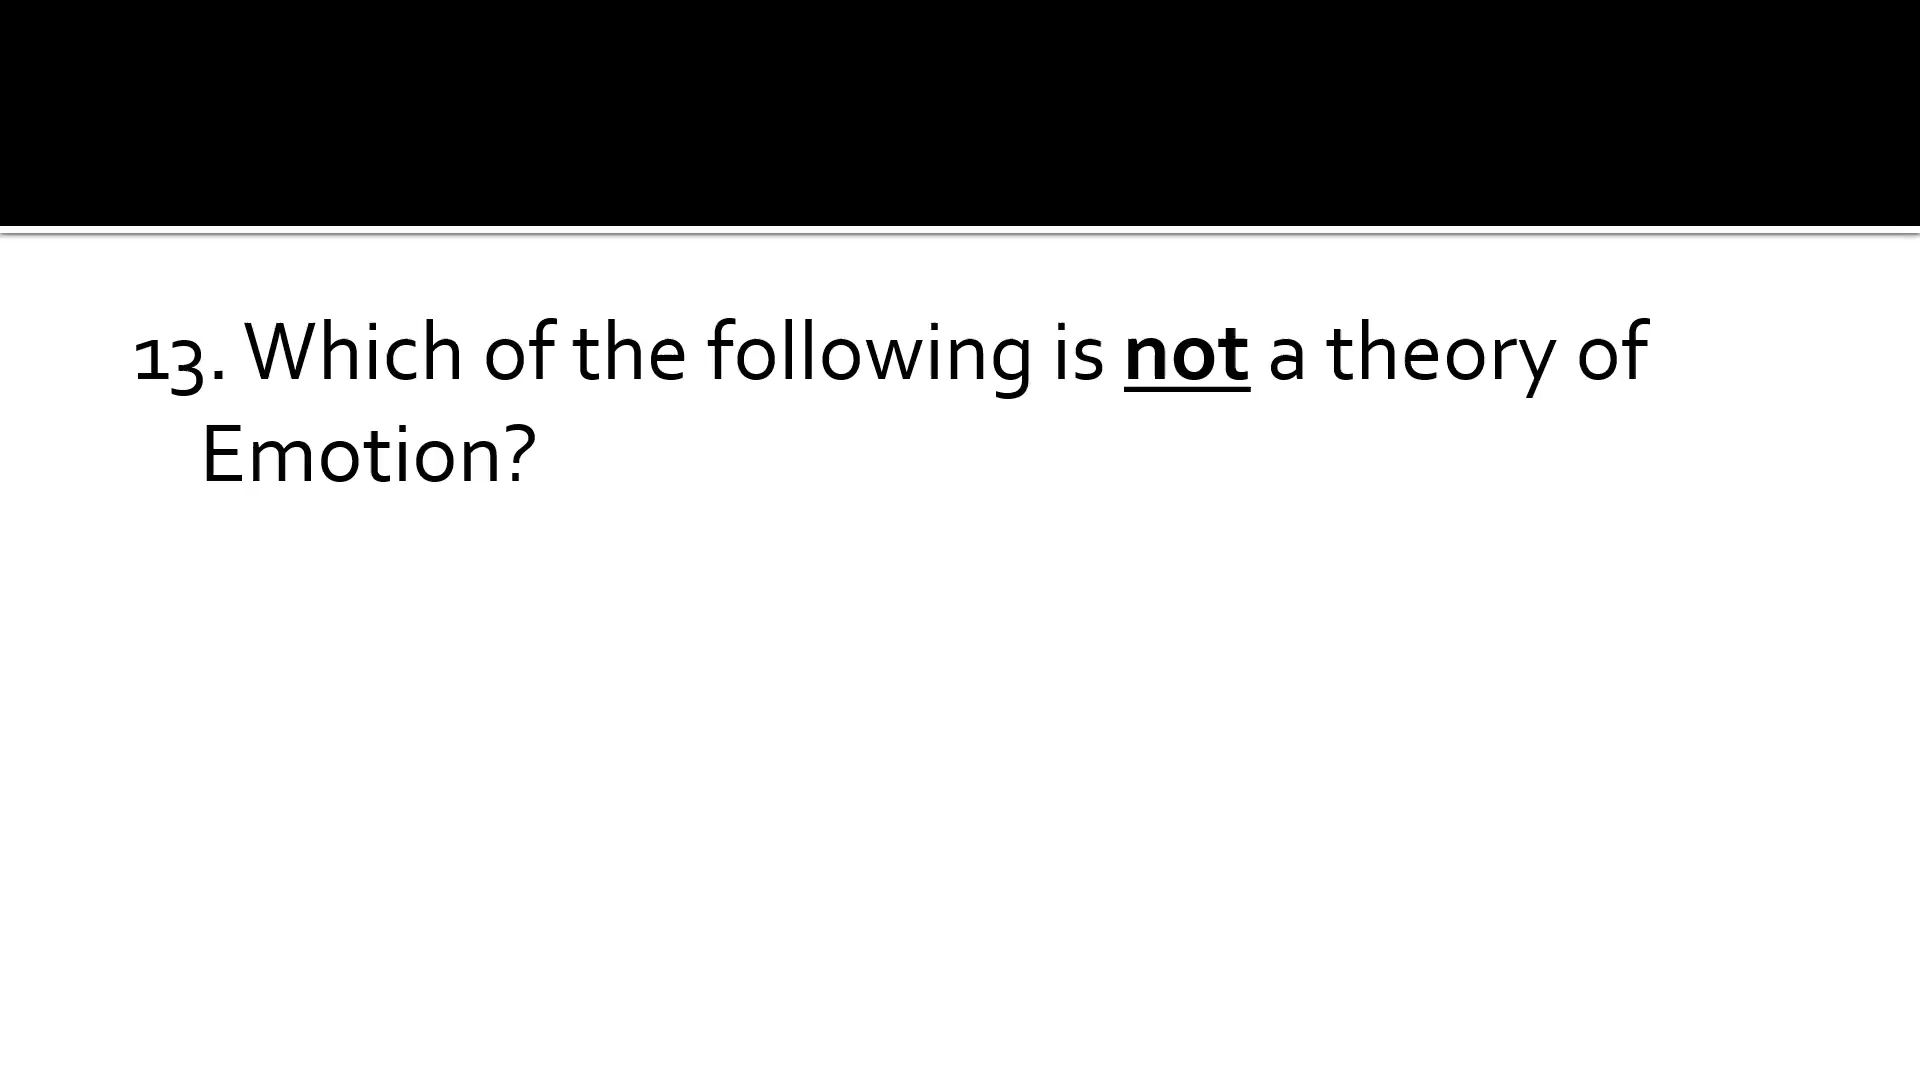 13. Which of the following is not a theory of
Emotion?